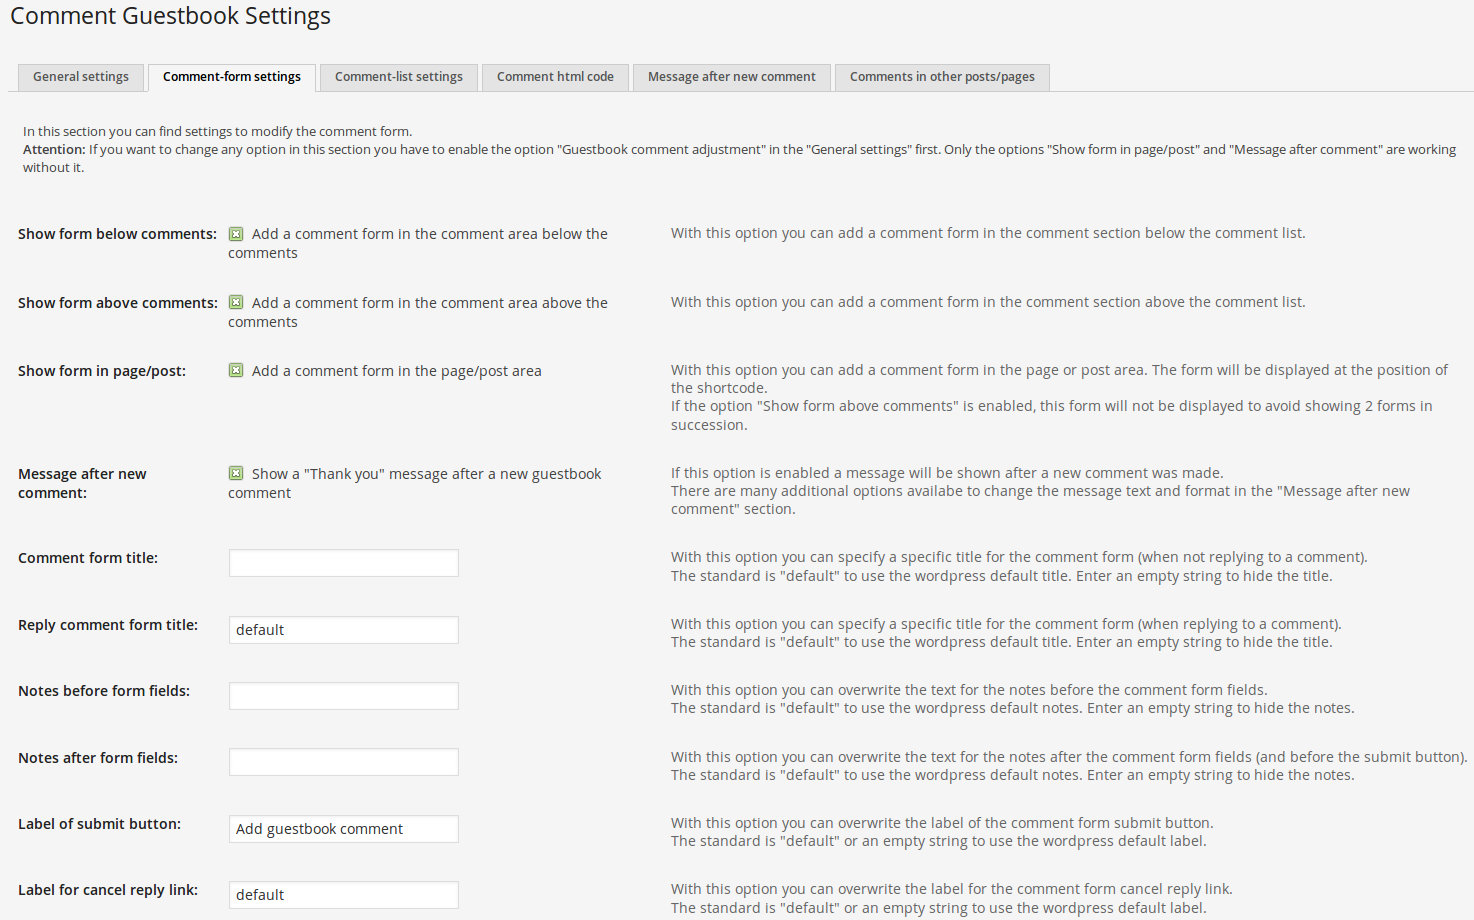 Comment Guestbook Settings
General settings
Comment-form settings
Comment-list settings
Comment html code
Message after new comment
Comments in other posts/pages
In this section you can find settings to modify the comment form.
Attention: If you want to change any option in this section you have to enable the option "Guestbook comment adjustment" in the "General settings" first. Only the options "Show form in page/post" and "Message after comment" are working
without it.
Show form below comments:
Add a comment form in the comment area below the
comments
With this option you can add a comment form in the comment section below the comment list.
Show form above comments:
Add a comment form in the comment area above the
comments
With this option you can add a comment form in the comment section above the comment list.
Show form in page/post:
Add a comment form in the page/post area
With this option you can add a comment form in the page or post area. The form will be displayed at the position of
the shortcode.
If the option "Show form above comments" is enabled, this form will not be displayed to avoid showing 2 forms in
succession.
Message after new
comment:
Show a "Thank you" message after a new guestbook
comment
If this option is enabled a message will be shown after a new comment was made.
There are many additional options availabe to change the message text and format in the "Message after new
comment" section.
Comment form title:
With this option you can specify a specific title for the comment form (when not replying to a comment).
The standard is "default" to use the wordpress default title. Enter an empty string to hide the title.
Reply comment form title:
default
With this option you can specify a specific title for the comment form (when replying to a comment).
The standard is "default" to use the wordpress default title. Enter an empty string to hide the title.
Notes before form fields:
With this option you can overwrite the text for the notes before the comment form fields.
The standard is "default" to use the wordpress default notes. Enter an empty string to hide the notes.
Notes after form fields:
With this option you can overwrite the text for the notes after the comment form fields (and before the submit button).
The standard is "default" to use the wordpress default notes. Enter an empty string to hide the notes.
Label of submit button:
Add guestbook comment
With this option you can overwrite the label of the comment form submit button.
The standard is "default" or an empty string to use the wordpress default label.
Label for cancel reply link:
default
With this option you can overwrite the label for the comment form cancel reply link.
The standard is "default" or an empty string to use the wordpress default label.